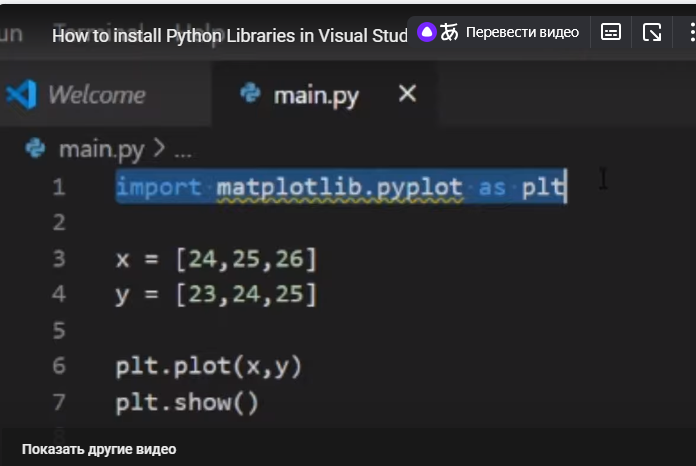 un Terminal Help
How to install Python Libraries in Visual Stud
Перевести видео
Welcome
main.py
main.py > ...
1 import matplotlib.pyplot as plt
2
3 x = [24,25,26]
4 y = [23,24,25]
5
6 plt.plot(x,y)
7 plt.show()
Показать другие видео